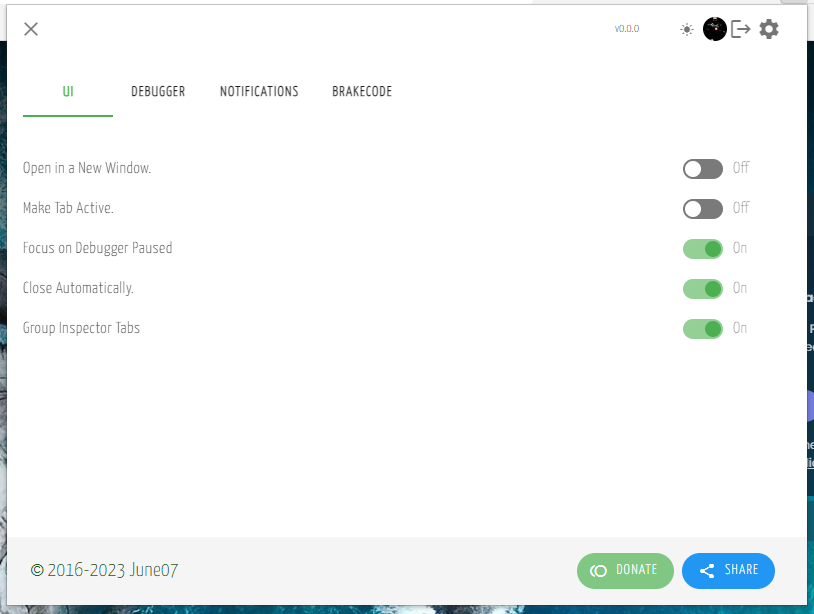 v0.0.0
UI DEBUGGER NOTIFICATIONS BRAKECODE
Open in a New Window. Off
Make Tab Active. Off
Focus on Debugger Paused On
Close Automatically. On
Group Inspector Tabs On
© 2016-2023 June07 DONATE SHARE